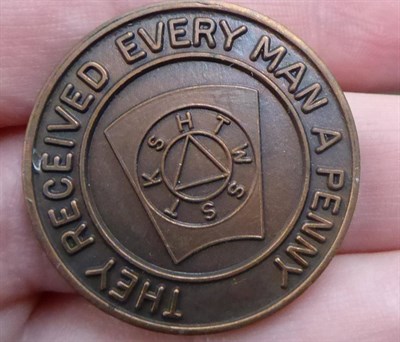 THEY RECEIVED EVERY MAN A PENNY
HTWSSTKS